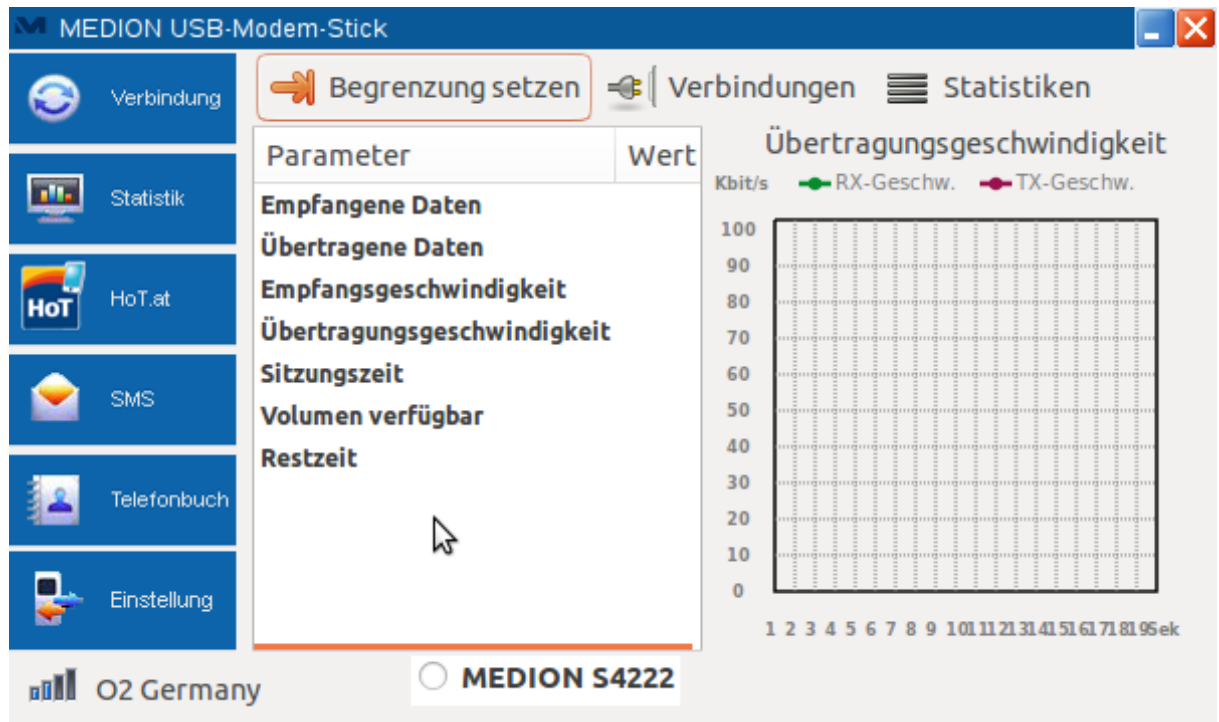 MEDION USB-Modem-Stick
Verbindung
Statistik
HoT
HoT.at
SMS
Telefonbuch
Einstellung
Begrenzung setzen Verbindungen Statistiken
Parameter Wert
Empfangene Daten
Übertragene Daten
Empfangsgeschwindigkeit
Übertragungsgeschwindigkeit
Sitzungszeit
Volumen verfügbar
Restzeit
Übertragungsgeschwindigkeit
Kbit/s RX-Geschw. TX-Geschw.
100
90
80
70
60
50
40
30
20
10
0
1 2 3 4 5 6 7 8 9 10 11 12 13 14 15 16 17 18 19 Sek
O2 Germany
MEDION S4222